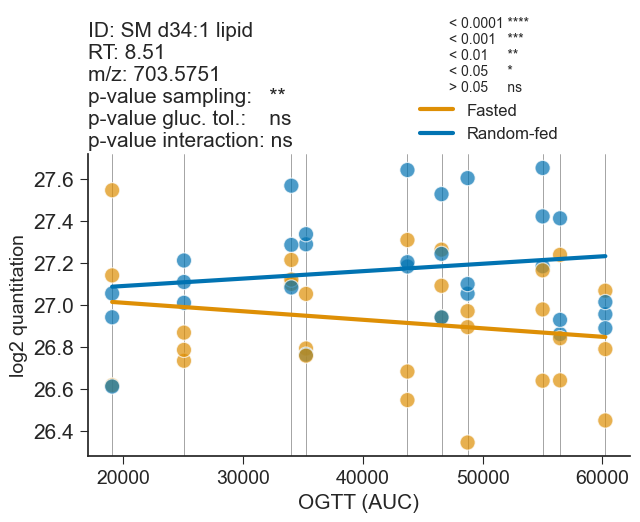 ID: SM d34:1 lipid
RT: 8.51
m/z: 703.5751
p-value sampling: **
p-value gluc. tol.: ns
p-value interaction: ns
< 0.0001 ****
< 0.001 ***
< 0.01 **
< 0.05 *
> 0.05 ns
Fasted
Random-fed
27.6
27.4
27.2
27.0
26.8
26.6
26.4
log2 quantitation
20000 30000 40000 50000 60000
OGTT (AUC)